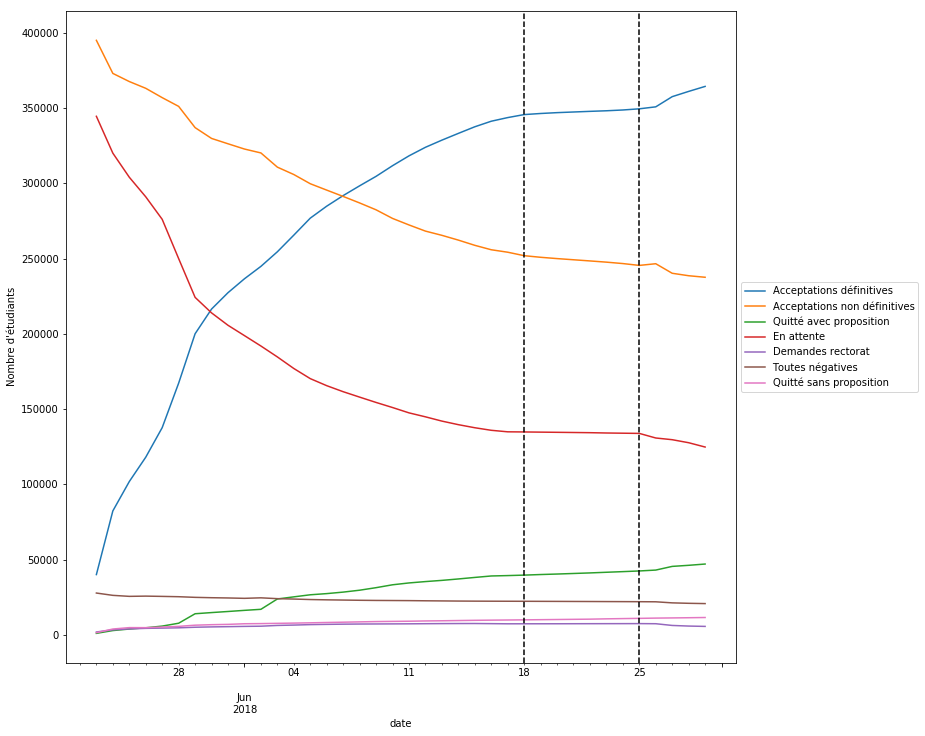 400000
350000
300000
250000
200000
150000
100000
50000
0
Nombre d'étudiants
28
04
11
18
25
Jun
2018
date
Acceptations définitives
Acceptations non définitives
Quitté avec proposition
En attente
Demandes rectorat
Toutes négatives
Quitté sans proposition